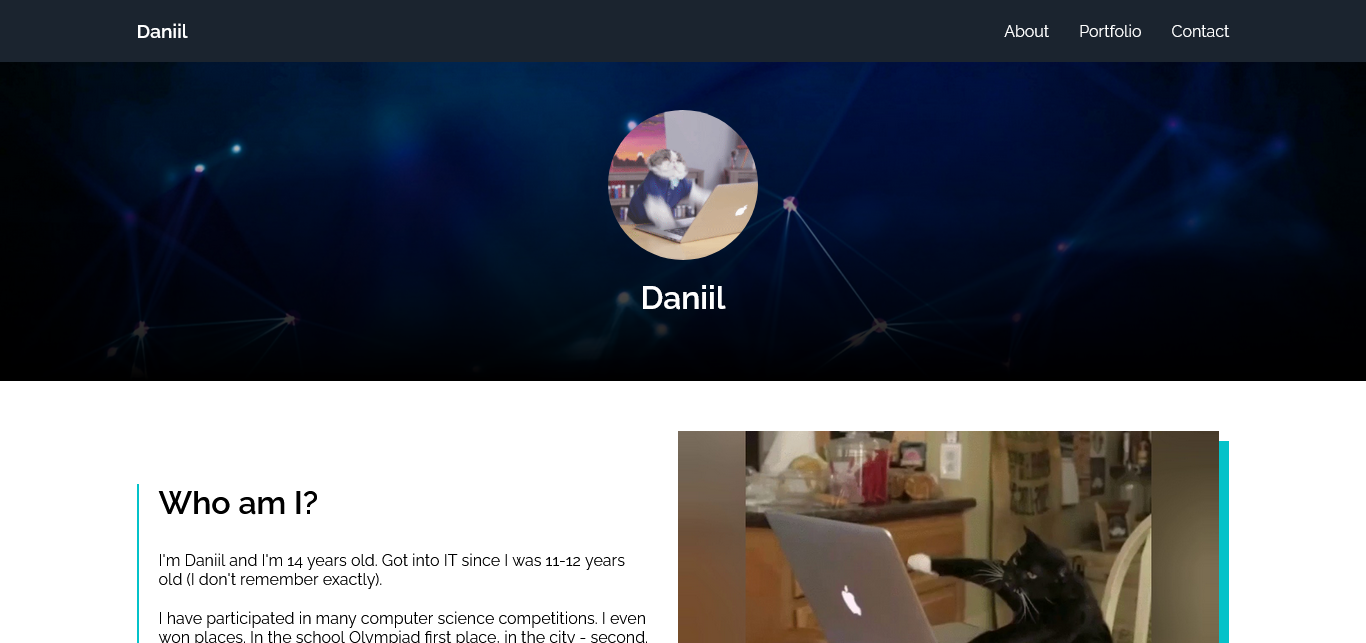 Daniil
About
Portfolio
Contact
Daniil
Who am I?
I'm Daniil and I'm 14 years old. Got into IT since I was 11-12 years
old (I don't remember exactly).
I have participated in many computer science competitions. I even
won places. In the school Olympiad first place, in the city - second.